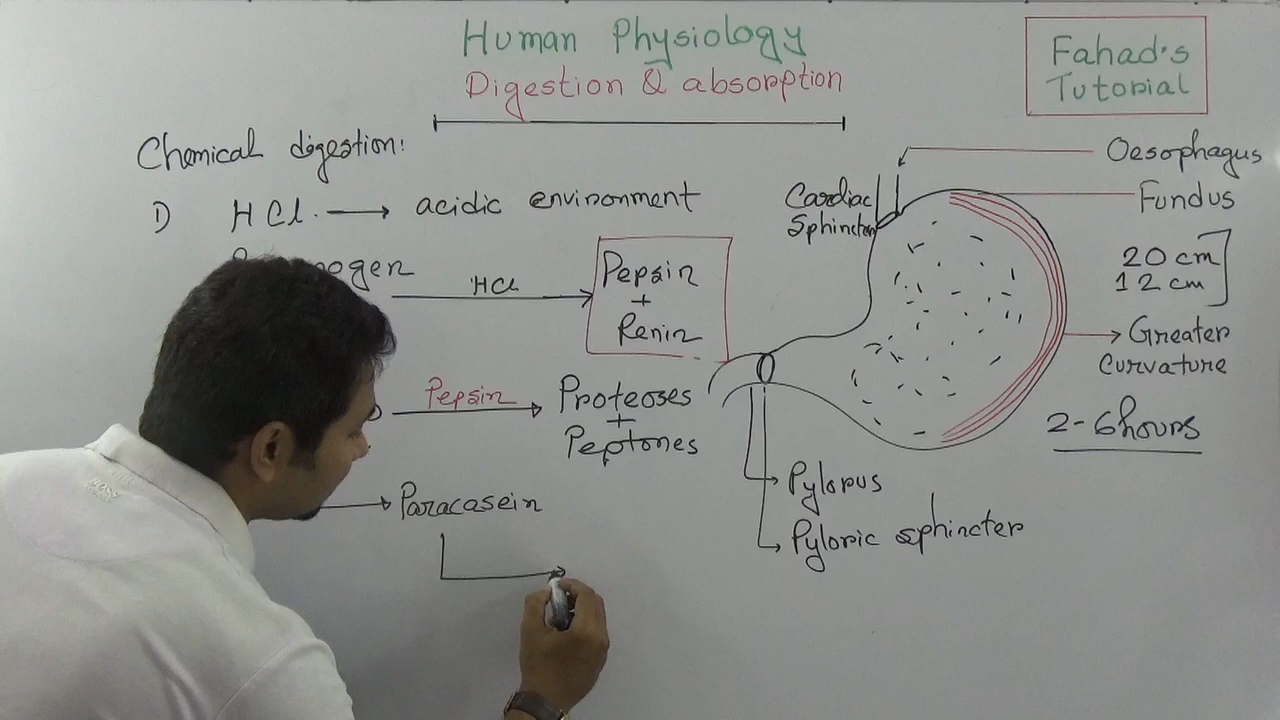 Human Physiology
Digestion & absorption
Fahad's
Tutorial
Chemical digestion:
1) HCl. → acidic environment
HCl
Pepsin
+
Renin
Pepsin
Proteoses
+
Peptones
→ Paracasein
Cardiac
Sphincter
Oesophagus
Fundus
20 cm
12 cm
Greater
curvature
2-6 hours
Pylorus
Pyloric sphincter